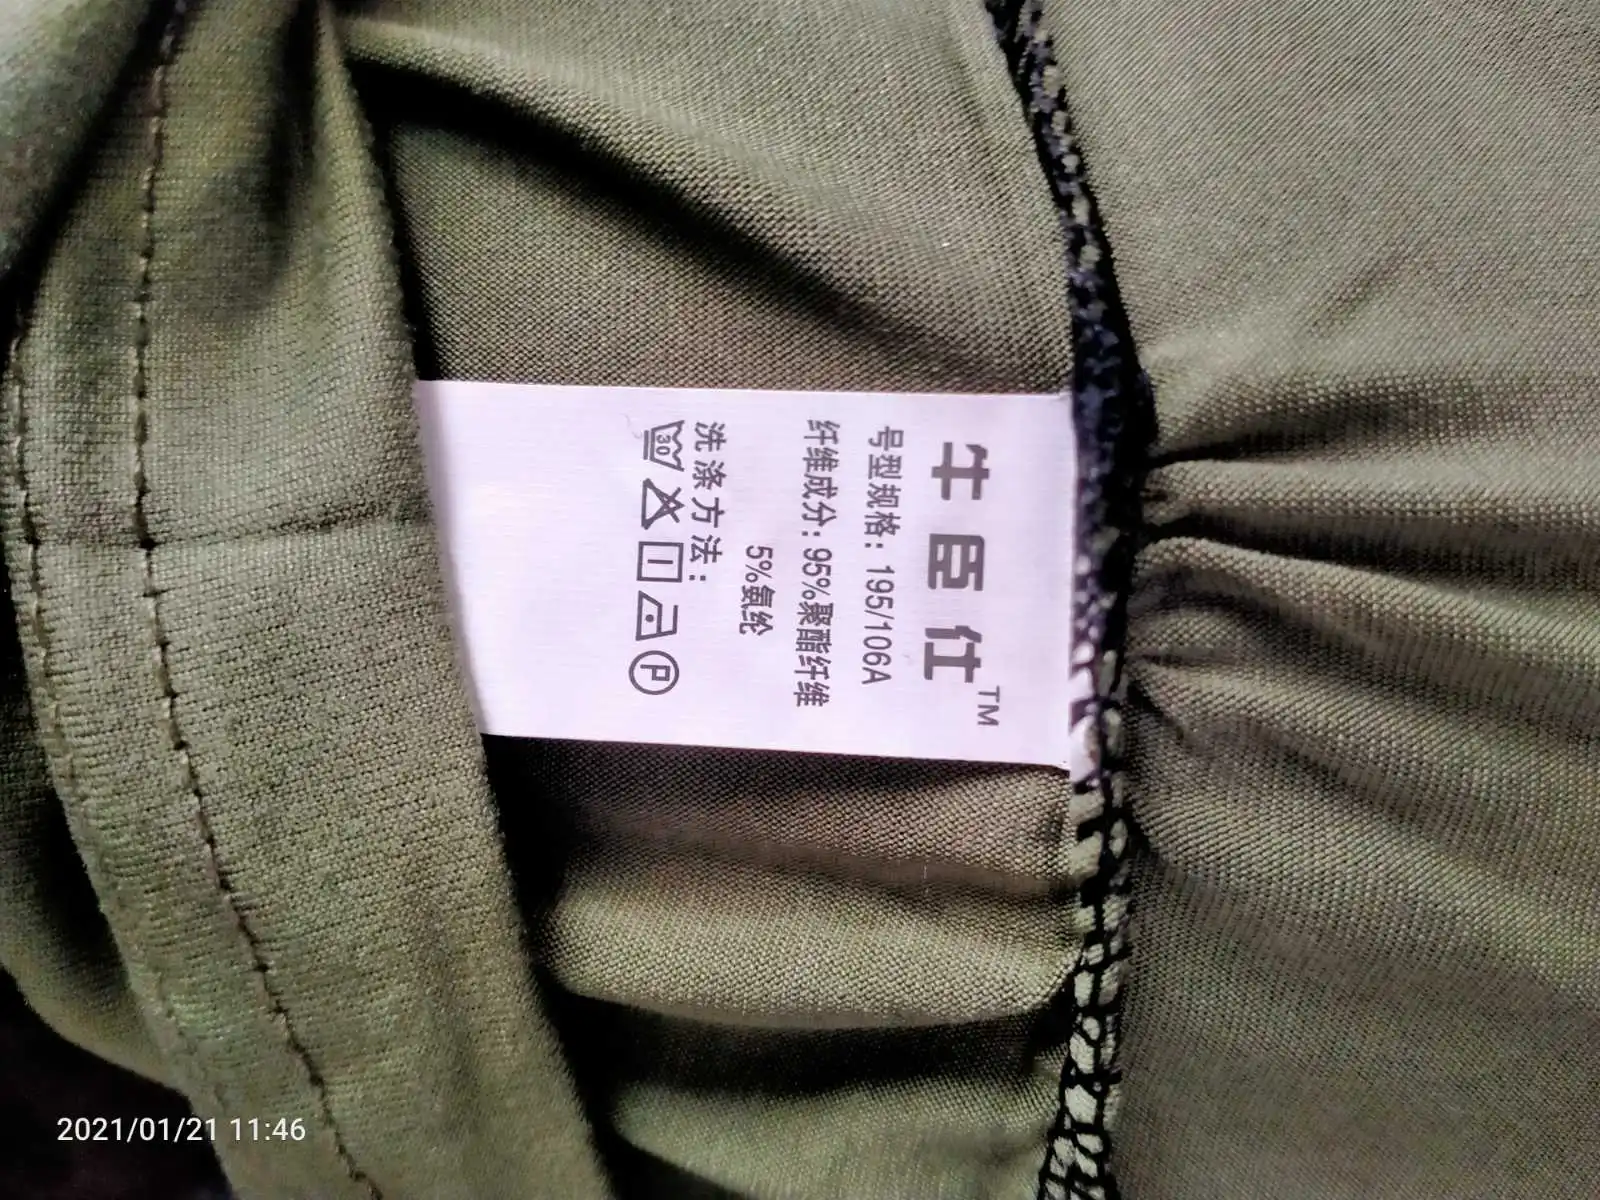 牛臣仕™
号型规格：195/106A
纤维成分：95%聚酯纤维
5%氨纶
洗涤方法：
30
P
2021/01/21 11:46